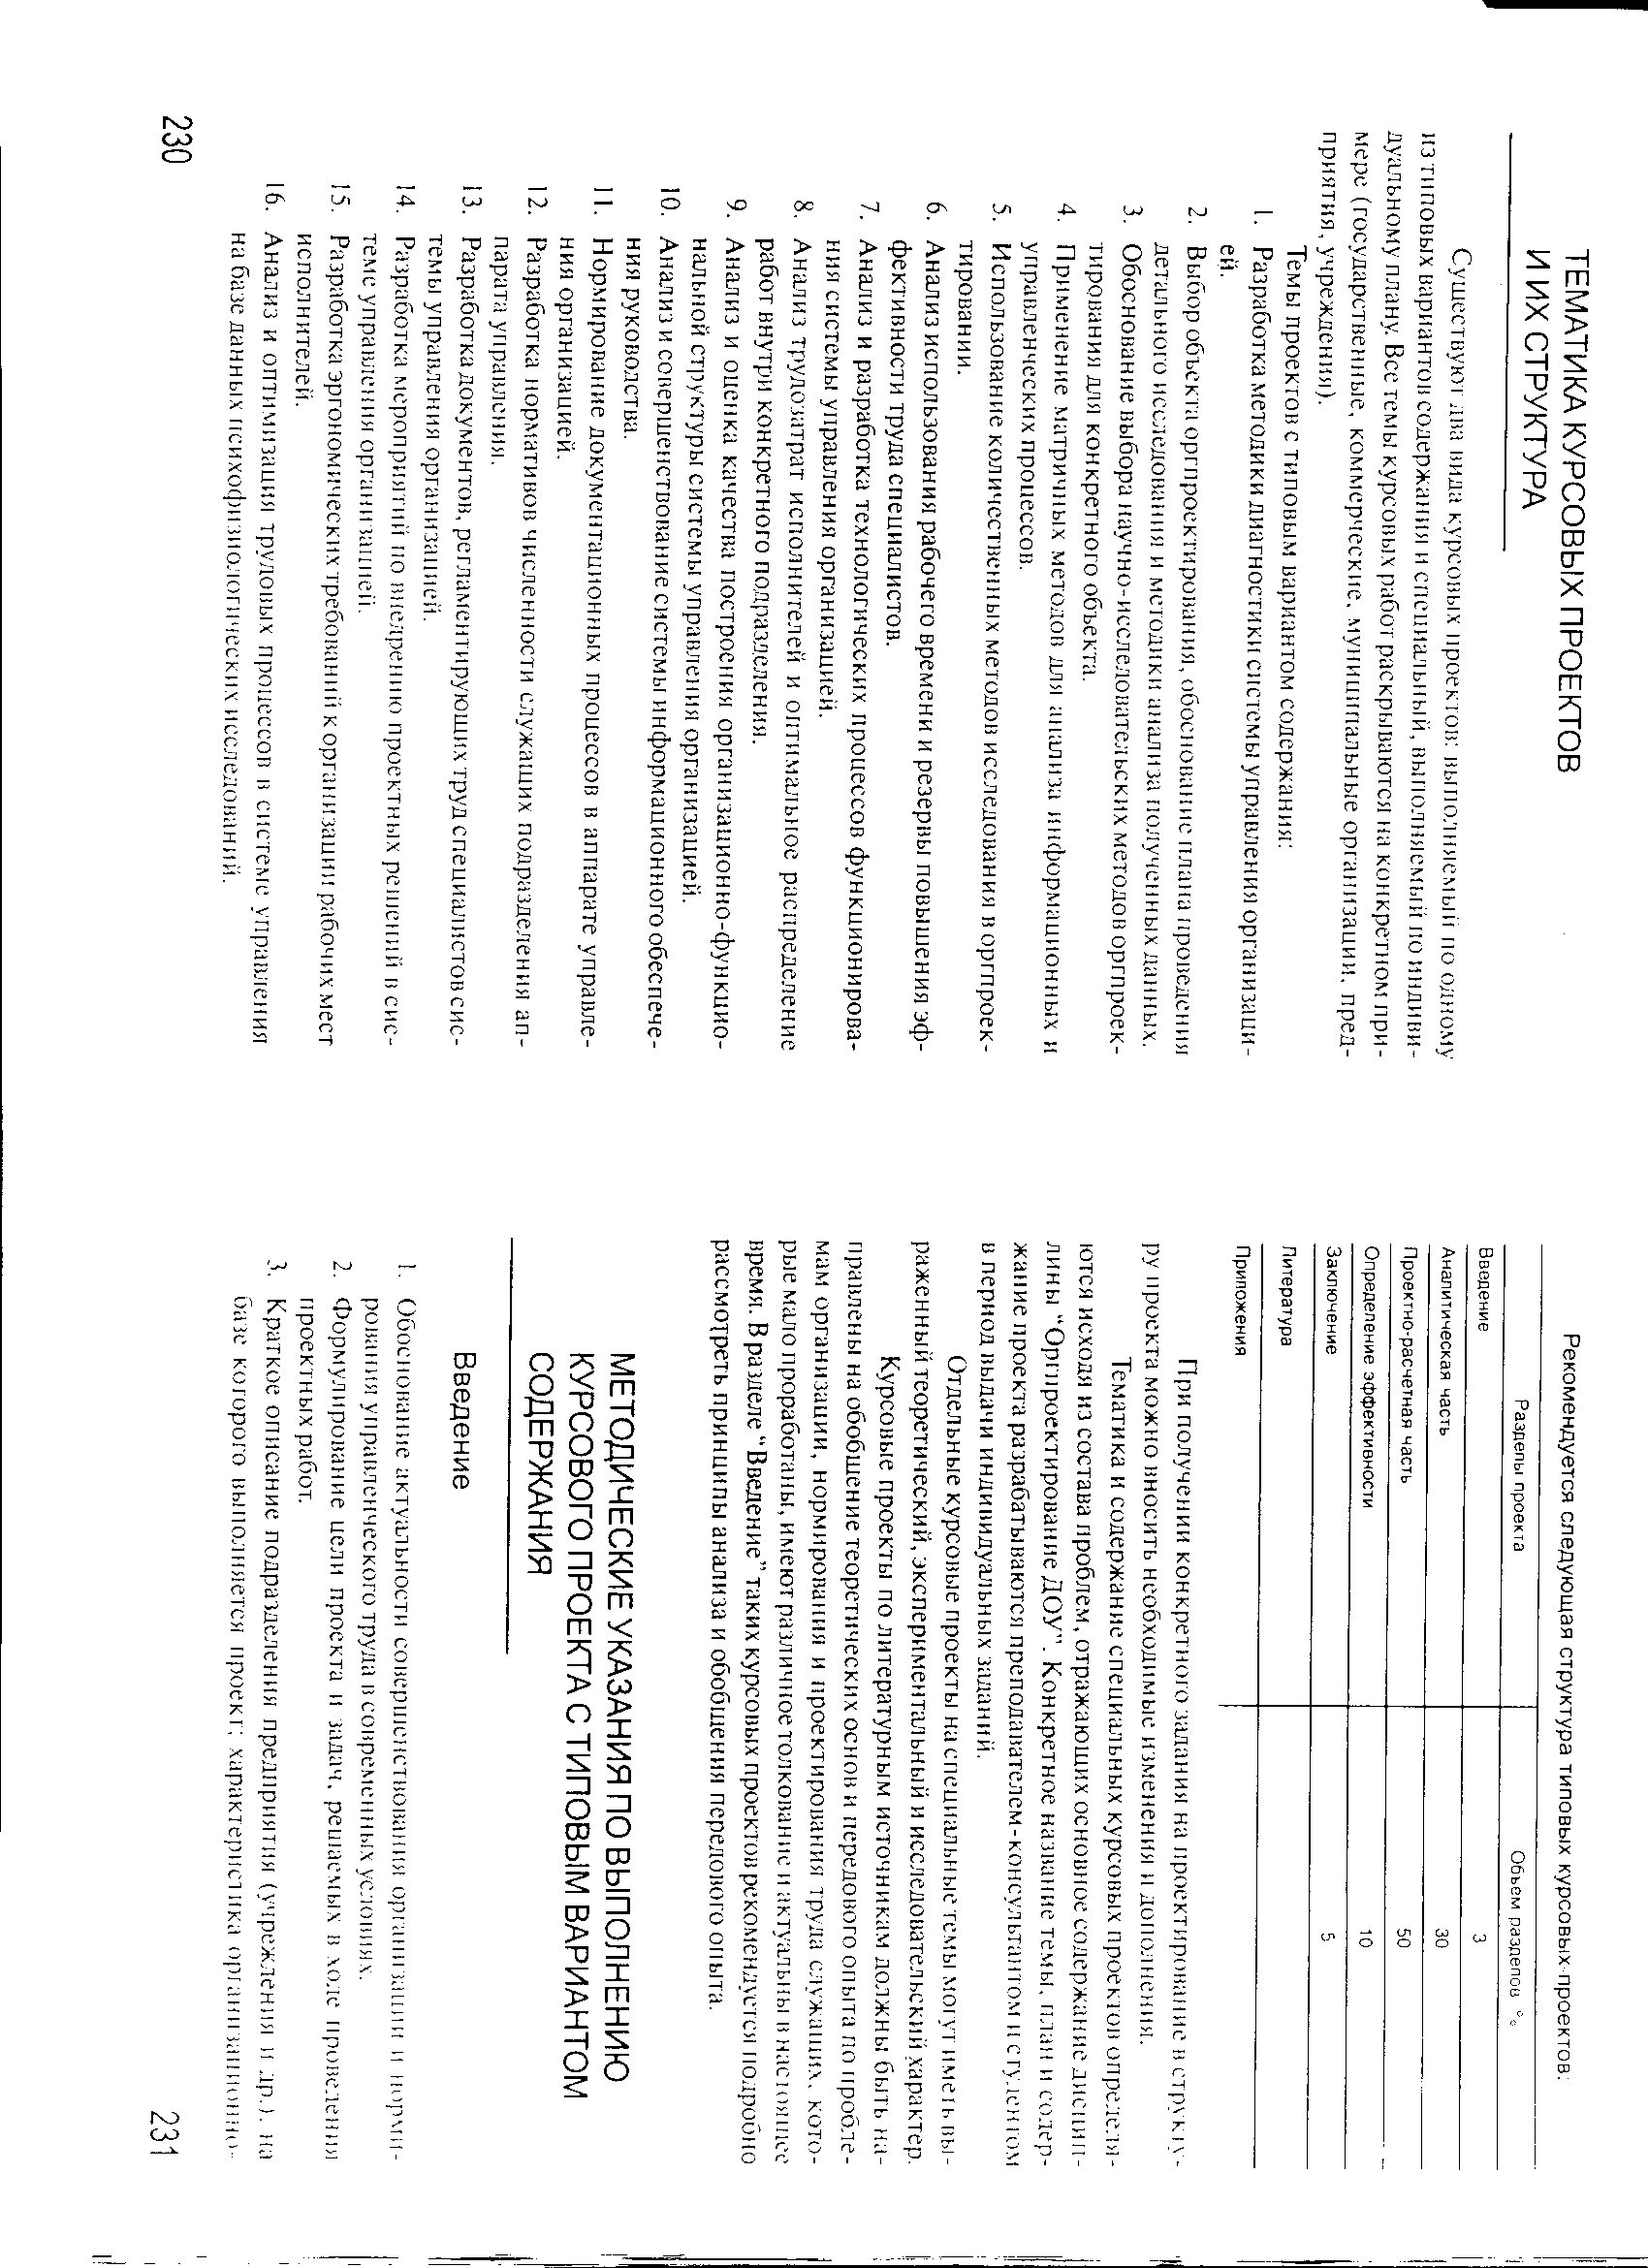 ТЕМАТИКА КУРСОВЫХ ПРОЕКТОВ
И ИХ СТРУКТУРА
Существуют два вида курсовых проектов: выполняемый по одному
из типовых вариантов содержания и специальный, выполняемый по индиви-
дуальному плану. Все темы курсовых работ раскрываются на конкретном при-
мере (государственные, коммерческие, муниципальные организации, пред-
приятия, учреждения).
Темы проектов с типовым вариантом содержания:
1. Разработка методики диагностики системы управления организаци-
ей.
2. Выбор объекта оргпроектирования, обоснование плана проведения
детального исследования и методики анализа полученных данных.
3. Обоснование выбора научно-исследовательских методов оргпроек-
тирования для конкретного объекта.
4. Применение матричных методов для анализа информационных и
управленческих процессов.
5. Использование количественных методов исследования в оргпроек-
тировании.
6. Анализ использования рабочего времени и резервы повышения эф-
фективности труда специалистов.
7. Анализ и разработка технологических процессов функционирова-
ния системы управления организацией.
8. Анализ трудозатрат исполнителей и оптимальное распределение
работ внутри конкретного подразделения.
9. Анализ и оценка качества построения организационно-функцио-
нальной структуры системы управления организацией.
10. Анализ и совершенствование системы информационного обеспече-
ния руководства.
11. Нормирование документационных процессов в аппарате управле-
ния организацией.
12. Разработка нормативов численности служащих подразделения ап-
парата управления.
13. Разработка документов, регламентирующих труд специалистов сис-
темы управления организацией.
14. Разработка мероприятий по внедрению проектных решений в сис-
теме управления организацией.
15. Разработка эргономических требований к организации рабочих мест
исполнителей.
16. Анализ и оптимизация трудовых процессов в системе управления
на базе данных психофизиологических исследований.
230
Рекомендуется следующая структура типовых курсовых проектов:
Разделы проекта Объем разделов %
Введение 3
Аналитическая часть 30
Проектно-расчетная часть 50
Определение эффективности 10
Заключение 5
Литература
Приложения
При получении конкретного задания на проектирование в структу-
ру проекта можно вносить необходимые изменения и дополнения.
Тематика и содержание специальных курсовых проектов определя-
ются исходя из состава проблем, отражающих основное содержание дисцип-
лины "Оргпроектирование ДОУ". Конкретное название темы, план и содер-
жание проекта разрабатываются преподавателем-консультантом и студентом
в период выдачи индивидуальных заданий.
Отдельные курсовые проекты на специальные темы могут иметь вы-
раженный теоретический, экспериментальный и исследовательский характер.
Курсовые проекты по литературным источникам должны быть на-
правлены на обобщение теоретических основ и передового опыта по пробле-
мам организации, нормирования и проектирования труда служащих, кото-
рые мало проработаны, имеют различное толкование и актуальны в настоящее
время. В разделе "Введение" таких курсовых проектов рекомендуется подробно
рассмотреть принципы анализа и обобщения передового опыта.
МЕТОДИЧЕСКИЕ УКАЗАНИЯ ПО ВЫПОЛНЕНИЮ
КУРСОВОГО ПРОЕКТА С ТИПОВЫМ ВАРИАНТОМ
СОДЕРЖАНИЯ
Введение
1. Обоснование актуальности совершенствования организации и норми-
рования управленческого труда в современных условиях.
2. Формулирование цели проекта и задач, решаемых в ходе проведения
проектных работ.
3. Краткое описание подразделения предприятия (учреждения и др.), на
базе которого выполняется проект: характеристика организационно-
231